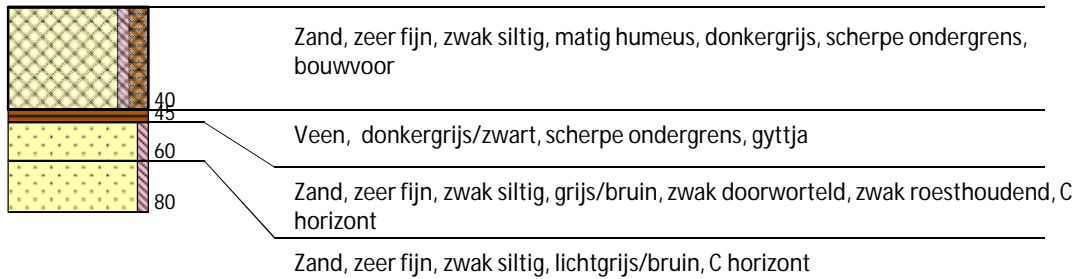 Zand, zeer fijn, zwak siltig, matig humeus, donkergrijs, scherpe ondergrens,
bouwvoor
40
45
Veen, donkergrijs/zwart, scherpe ondergrens, gyttja
60
Zand, zeer fijn, zwak siltig, grijs/bruin, zwak doorworteld, zwak roesthoudend, C
horizont
80
Zand, zeer fijn, zwak siltig, lichtgrijs/bruin, C horizont